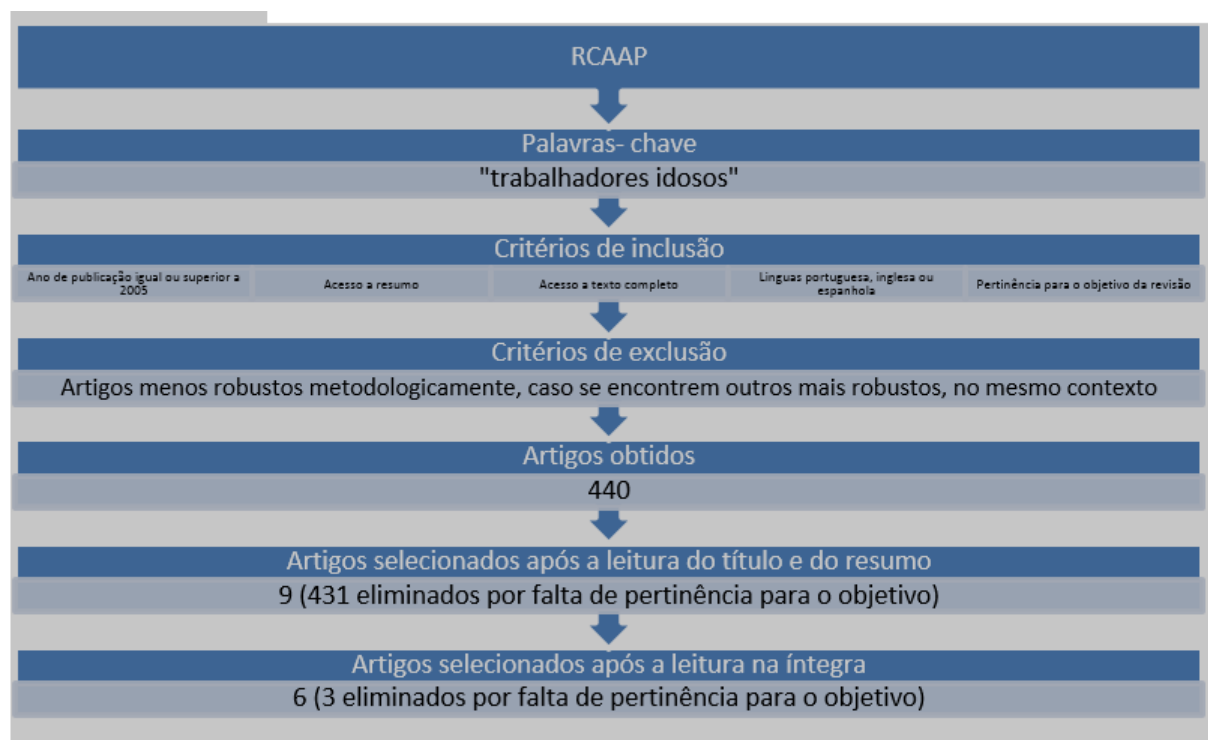 RCAAP
Palavras- chave
"trabalhadores idosos"
Critérios de inclusão
Ano de publicação igual ou superior a
2005
Acesso a resumo
Acesso a texto completo
Linguas portuguesa, inglesa ou
espanhola
Pertinência para o objetivo da revisão
Critérios de exclusão
Artigos menos robustos metodologicamente, caso se encontrem outros mais robustos, no mesmo contexto
Artigos obtidos
440
Artigos selecionados após a leitura do título e do resumo
9 (431 eliminados por falta de pertinência para o objetivo)
Artigos selecionados após a leitura na íntegra
6 (3 eliminados por falta de pertinência para o objetivo)